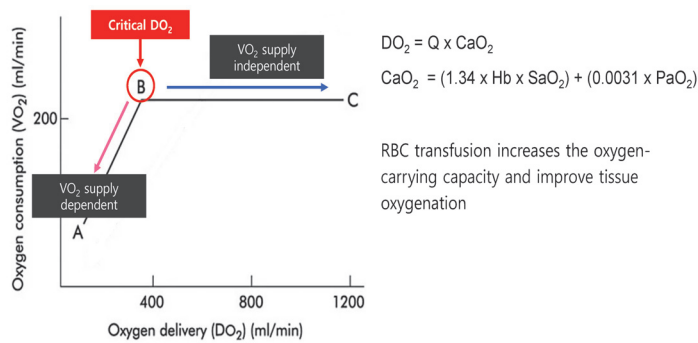 Critical DO₂
VO₂ supply
independent
B
C
200
VO₂ supply
dependent
A
Oxygen consumption (VO₂) (ml/min)
400
800
1200
Oxygen delivery (DO₂) (ml/min)
DO₂ = Q x CaO₂
CaO₂ = (1.34 x Hb x SaO₂) + (0.0031 x PaO₂)
RBC transfusion increases the oxygen-
carrying capacity and improve tissue
oxygenation